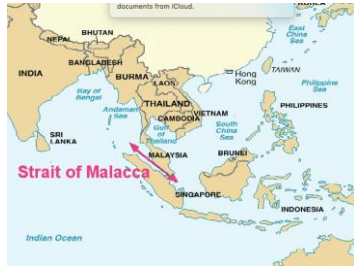 documents from iCloud.
KOREA
East
China
Sea
NEPAL
BHUTAN
BANGLADESH
INDIA
BURMA
LAOS
Hong
Kong
TAIWAN
Bay of
Bengal
Andaman
Sea
THAILAND
VIETNAM
CAMBODIA
Philippine
Sea
PHILIPPINES
South
China
Sea
Gulf
of
Thailand
SRI
LANKA
MALAYSIA
BRUNEI
Strait of Malacca
SINGAPORE
INDONESIA
Indian Ocean